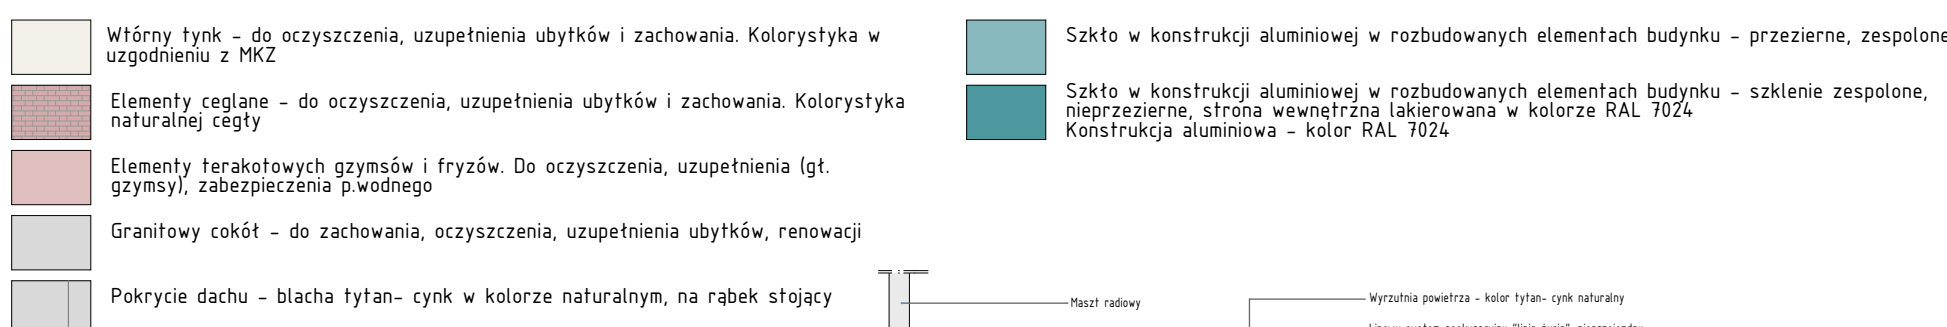 Wtórny tynk - do oczyszczenia, uzupełnienia ubytków i zachowania. Kolorystyka w
uzgodnieniu z MKZ
Elementy ceglane - do oczyszczenia, uzupełnienia ubytków i zachowania. Kolorystyka
naturalnej cegły
Elementy terakotowych gzymsów i fryzów. Do oczyszczenia, uzupełnienia (gł.
gzymsy), zabezpieczenia p.wodnego
Granitowy cokół - do zachowania, oczyszczenia, uzupełnienia ubytków, renowacji
Pokrycie dachu - blacha tytan- cynk w kolorze naturalnym, na rąbek stojący
Szkło w konstrukcji aluminiowej w rozbudowanych elementach budynku - przezierne, zespolone
Szkło w konstrukcji aluminiowej w rozbudowanych elementach budynku - szklenie zespolone,
nieprzezierne, strona wewnętrzna lakierowana w kolorze RAL 7024
Konstrukcja aluminiowa - kolor RAL 7024
Maszt radiowy
Wyrzutnia powietrza - kolor tytan- cynk naturalny